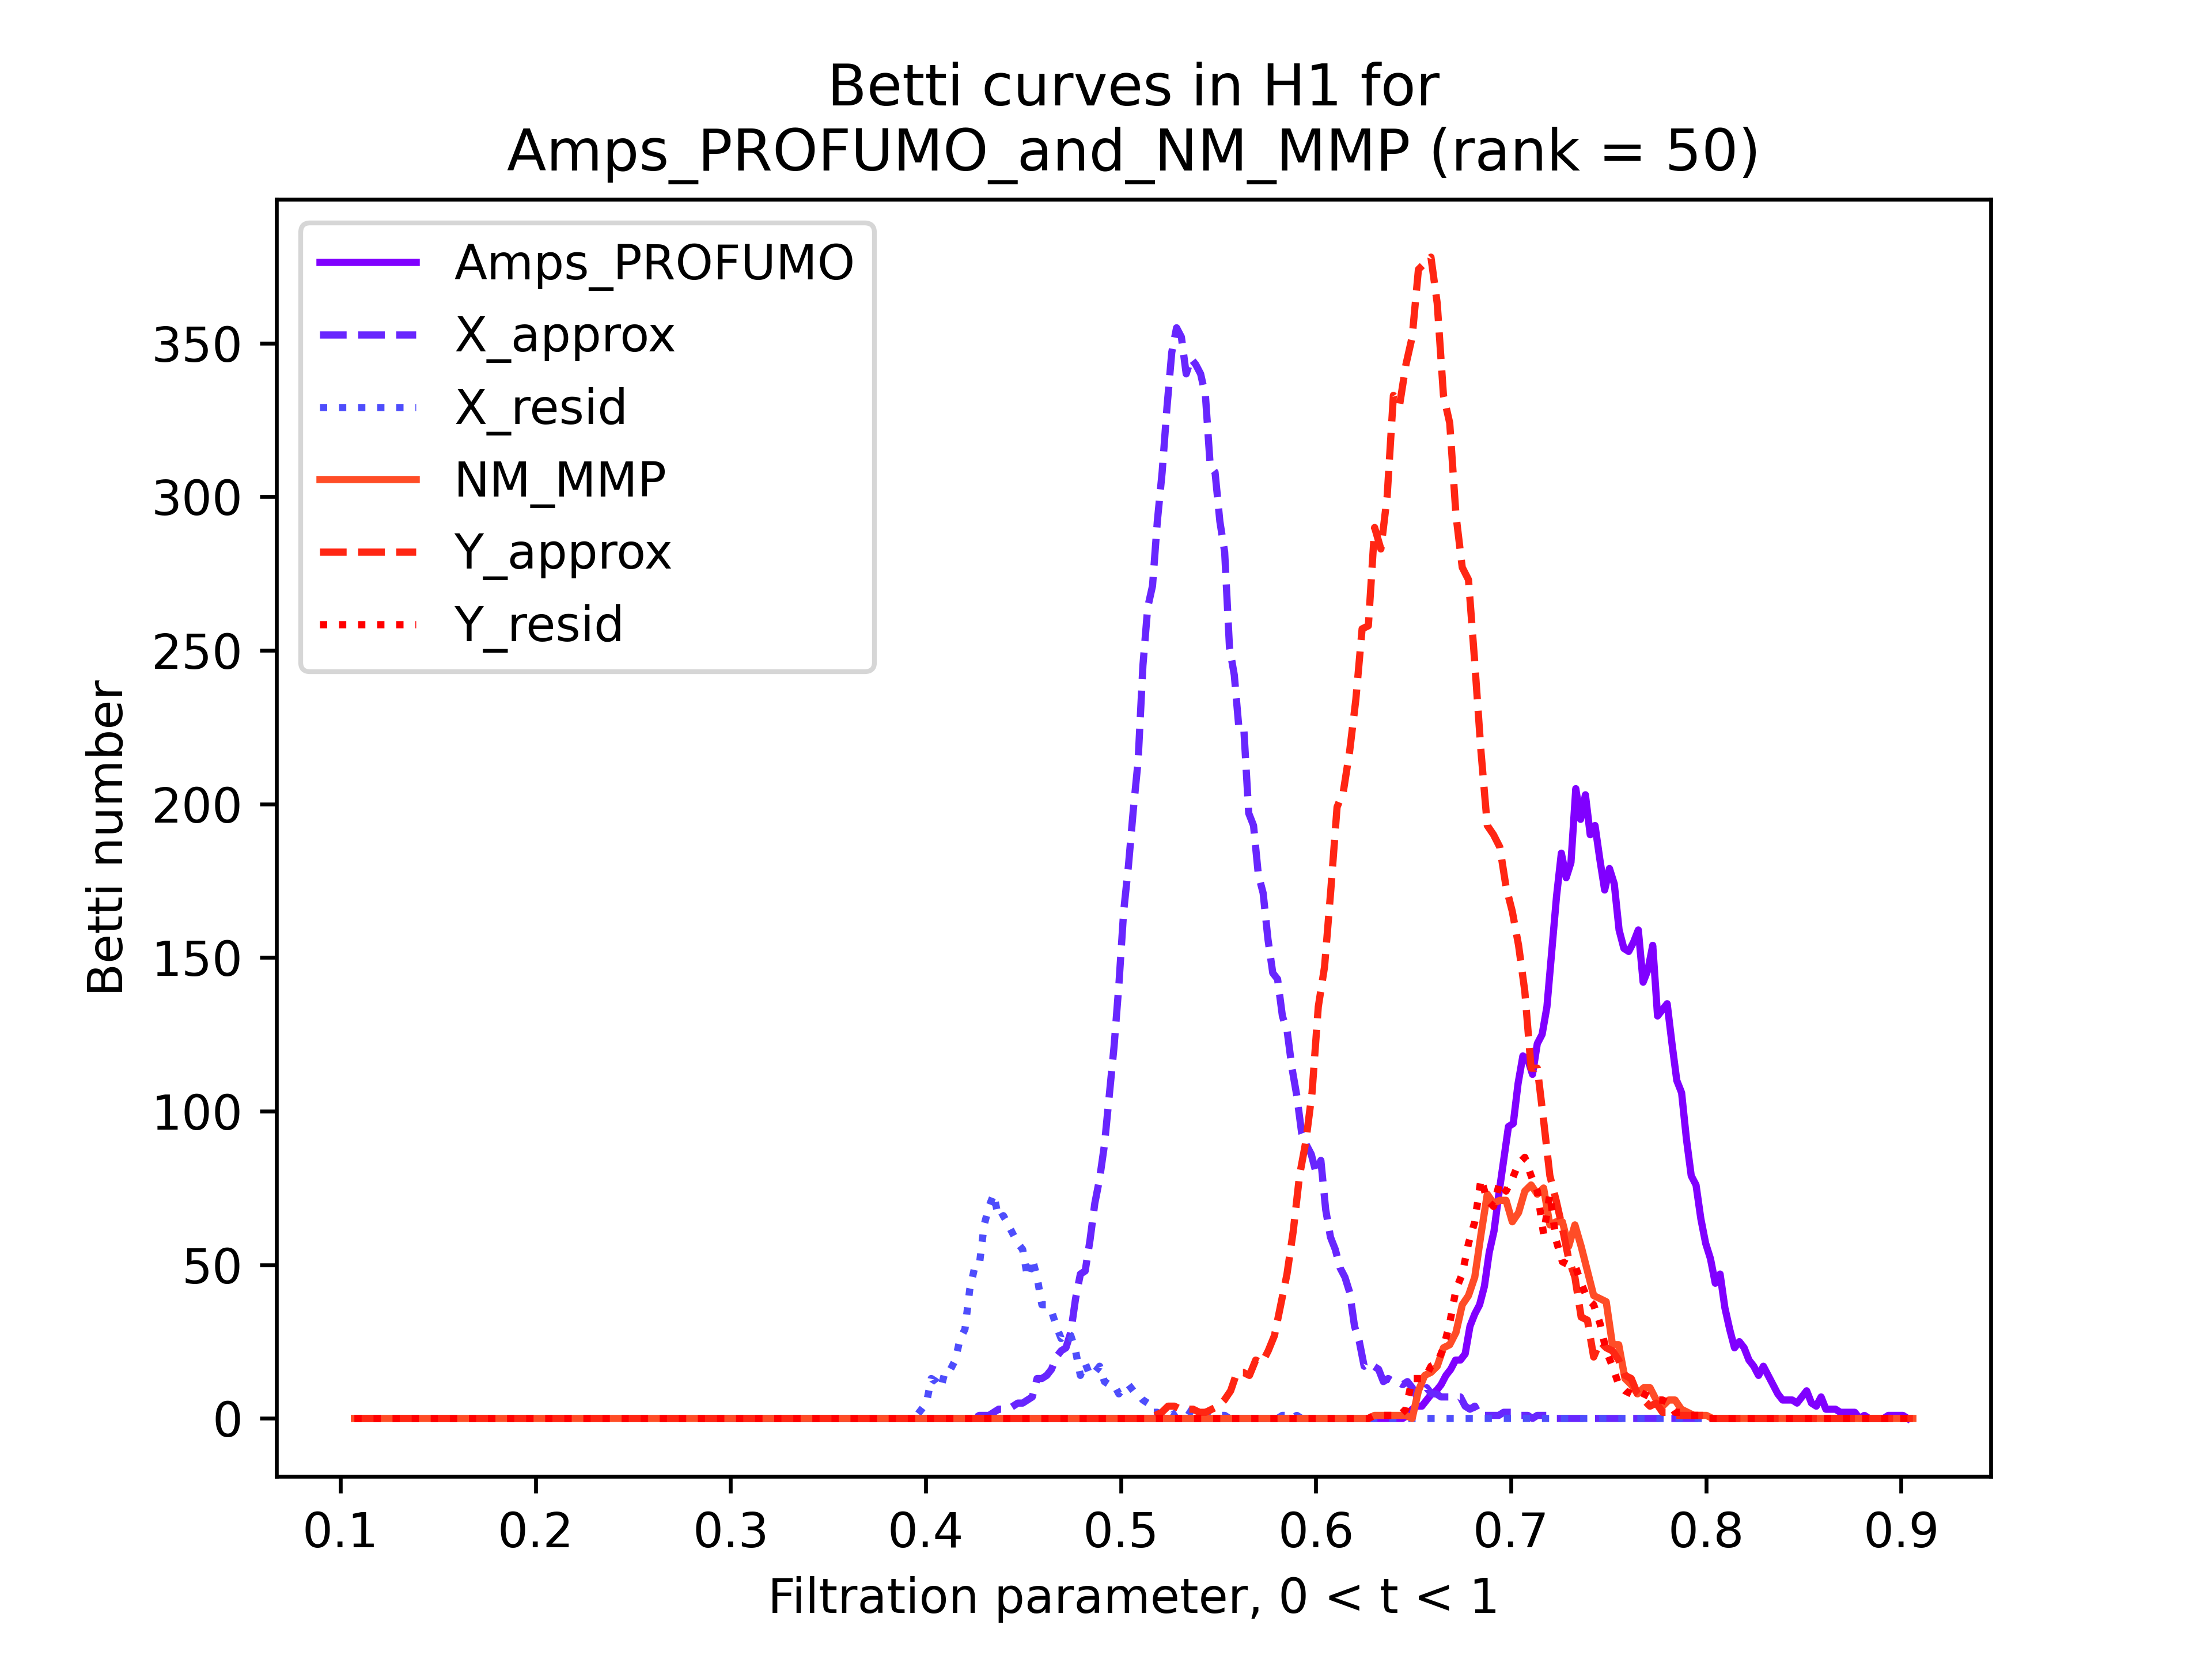 Betti curves in H1 for
Amps_PROFUMO_and_NM_MMP (rank = 50)
Amps_PROFUMO
X_approx
X_resid
NM_MMP
Y_approx
Y_resid
Betti number
350
300
250
200
150
100
50
0
0.1 0.2 0.3 0.4 0.5 0.6 0.7 0.8 0.9
Filtration parameter, 0 < t < 1